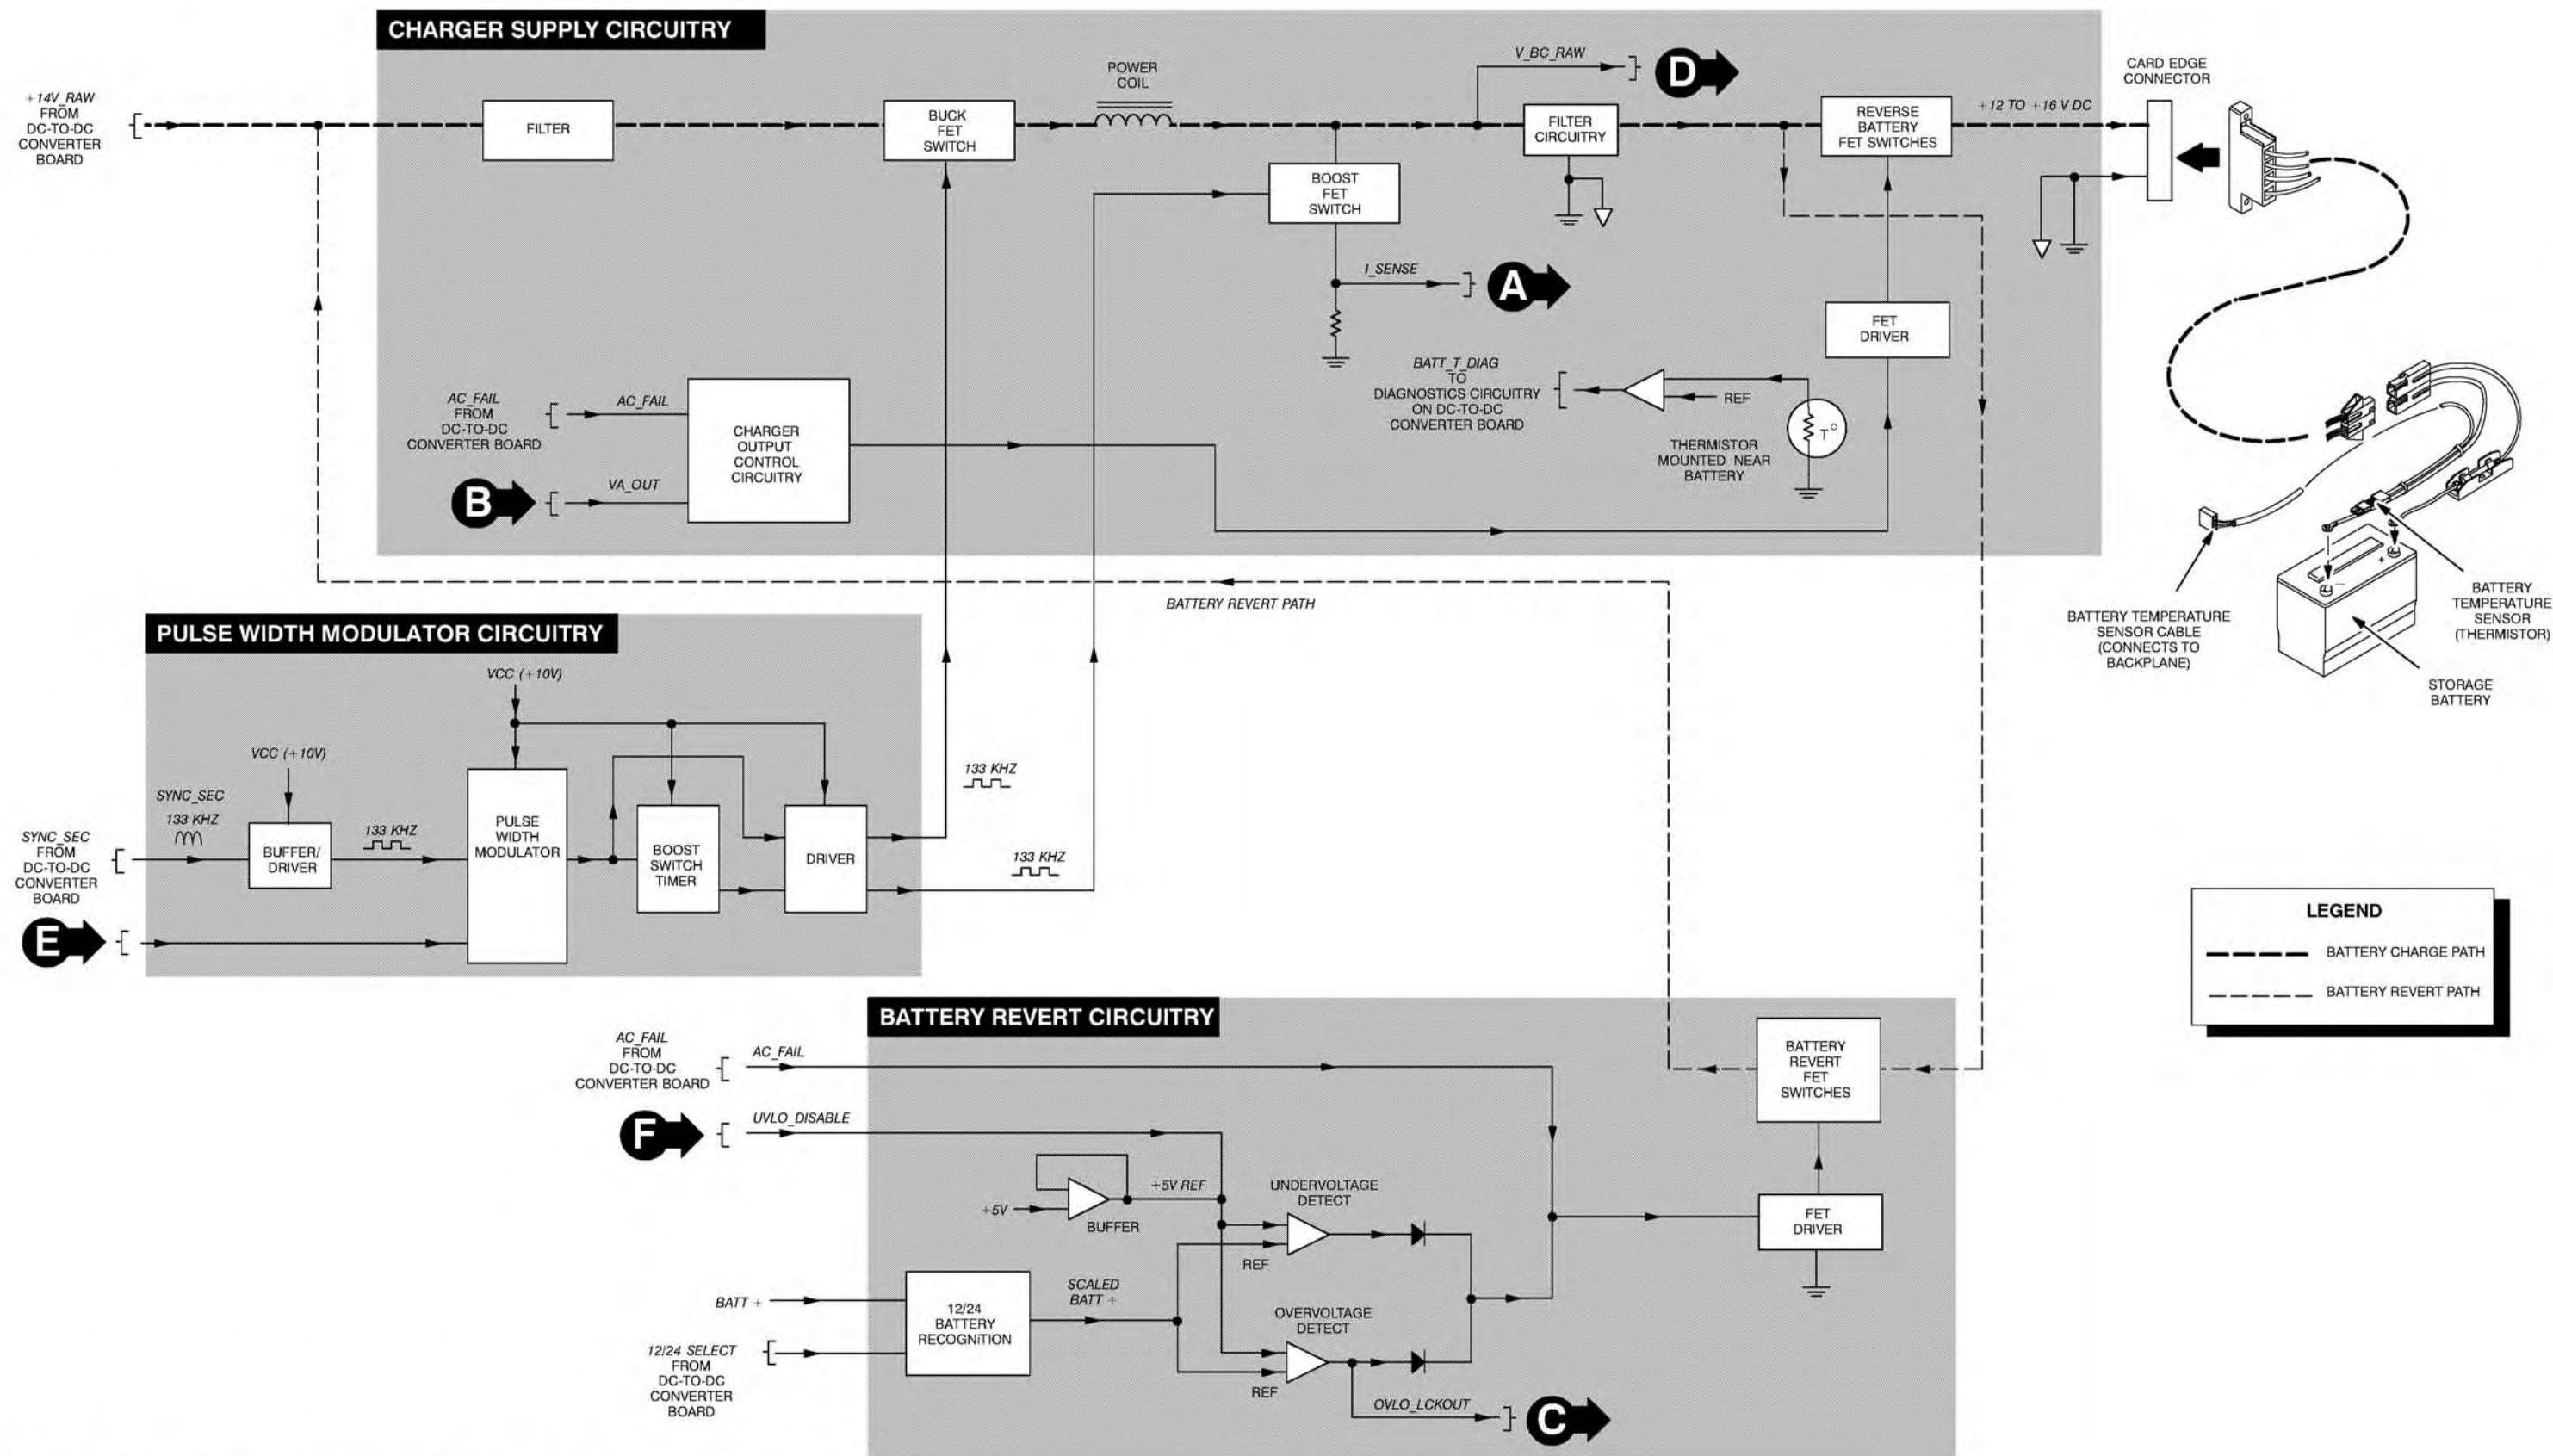 CHARGER SUPPLY CIRCUITRY
+14V_RAW
FROM
DC-TO-DC
CONVERTER
BOARD
FILTER
BUCK
FET
SWITCH
POWER
COIL
V_BC_RAW
D
FILTER
CIRCUITRY
REVERSE
BATTERY
FET SWITCHES
+12 TO +16 V DC
CARD EDGE
CONNECTOR
BOOST
FET
SWITCH
I_SENSE
A
FET
DRIVER
AC_FAIL
FROM
DC-TO-DC
CONVERTER BOARD
AC_FAIL
B
VA_OUT
CHARGER
OUTPUT
CONTROL
CIRCUITRY
BATT_T_DIAG
TO
DIAGNOSTICS CIRCUITRY
ON DC-TO-DC
CONVERTER BOARD
REF
T°
THERMISTOR
MOUNTED NEAR
BATTERY
BATTERY REVERT PATH
BATTERY TEMPERATURE
SENSOR CABLE
(CONNECTS TO
BACKPLANE)
+
−
BATTERY
TEMPERATURE
SENSOR
(THERMISTOR)
STORAGE
BATTERY
PULSE WIDTH MODULATOR CIRCUITRY
VCC (+10V)
VCC (+10V)
SYNC_SEC
133 KHZ
SYNC_SEC
FROM
DC-TO-DC
CONVERTER
BOARD
BUFFER/
DRIVER
133 KHZ
PULSE
WIDTH
MODULATOR
BOOST
SWITCH
TIMER
DRIVER
133 KHZ
133 KHZ
E
LEGEND
BATTERY CHARGE PATH
BATTERY REVERT PATH
BATTERY REVERT CIRCUITRY
AC_FAIL
FROM
DC-TO-DC
CONVERTER BOARD
AC_FAIL
F
UVLO_DISABLE
+5V
BUFFER
+5V REF
UNDERVOLTAGE
DETECT
REF
BATTERY
REVERT
FET
SWITCHES
FET
DRIVER
BATT +
12/24 SELECT
FROM
DC-TO-DC
CONVERTER
BOARD
12/24
BATTERY
RECOGNITION
SCALED
BATT +
OVERVOLTAGE
DETECT
REF
OVLO_LCKOUT
C